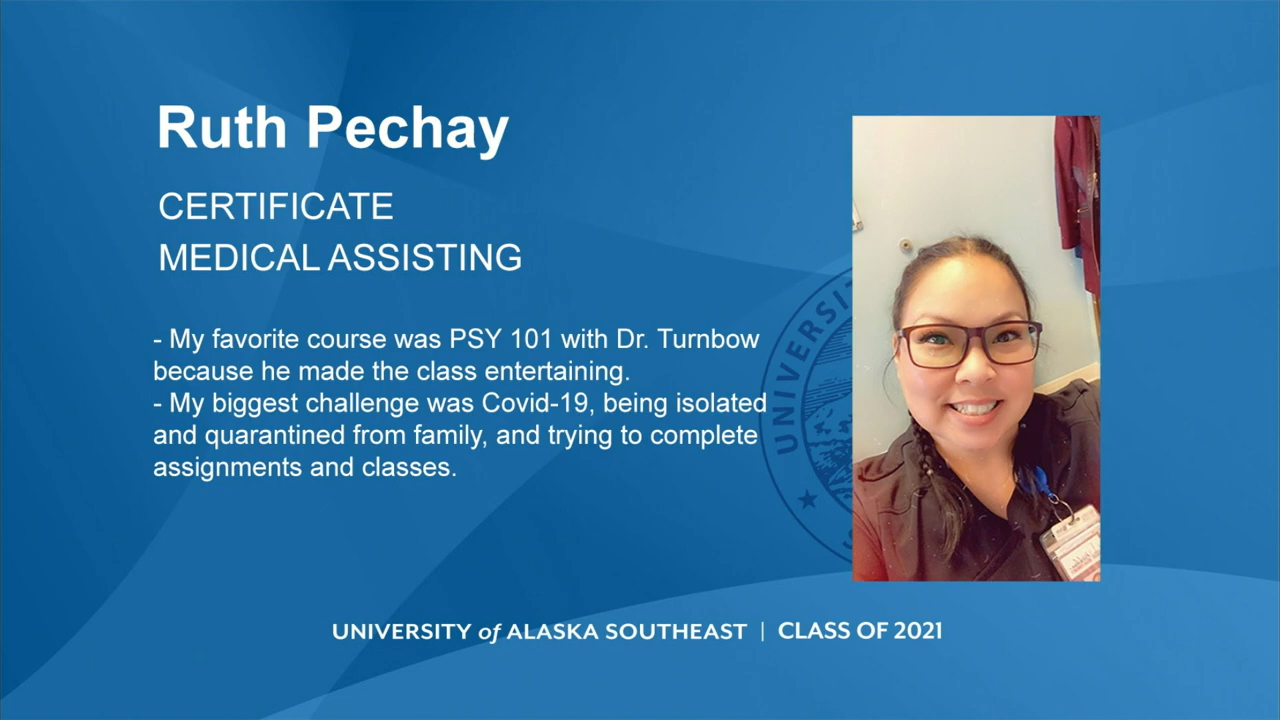 Ruth Pechay
CERTIFICATE
MEDICAL ASSISTING
- My favorite course was PSY 101 with Dr. Turnbow
because he made the class entertaining.
- My biggest challenge was Covid-19, being isolated
and quarantined from family, and trying to complete
assignments and classes.
UNIVERSIT
UNIVERSITY of ALASKA SOUTHEAST | CLASS OF 2021